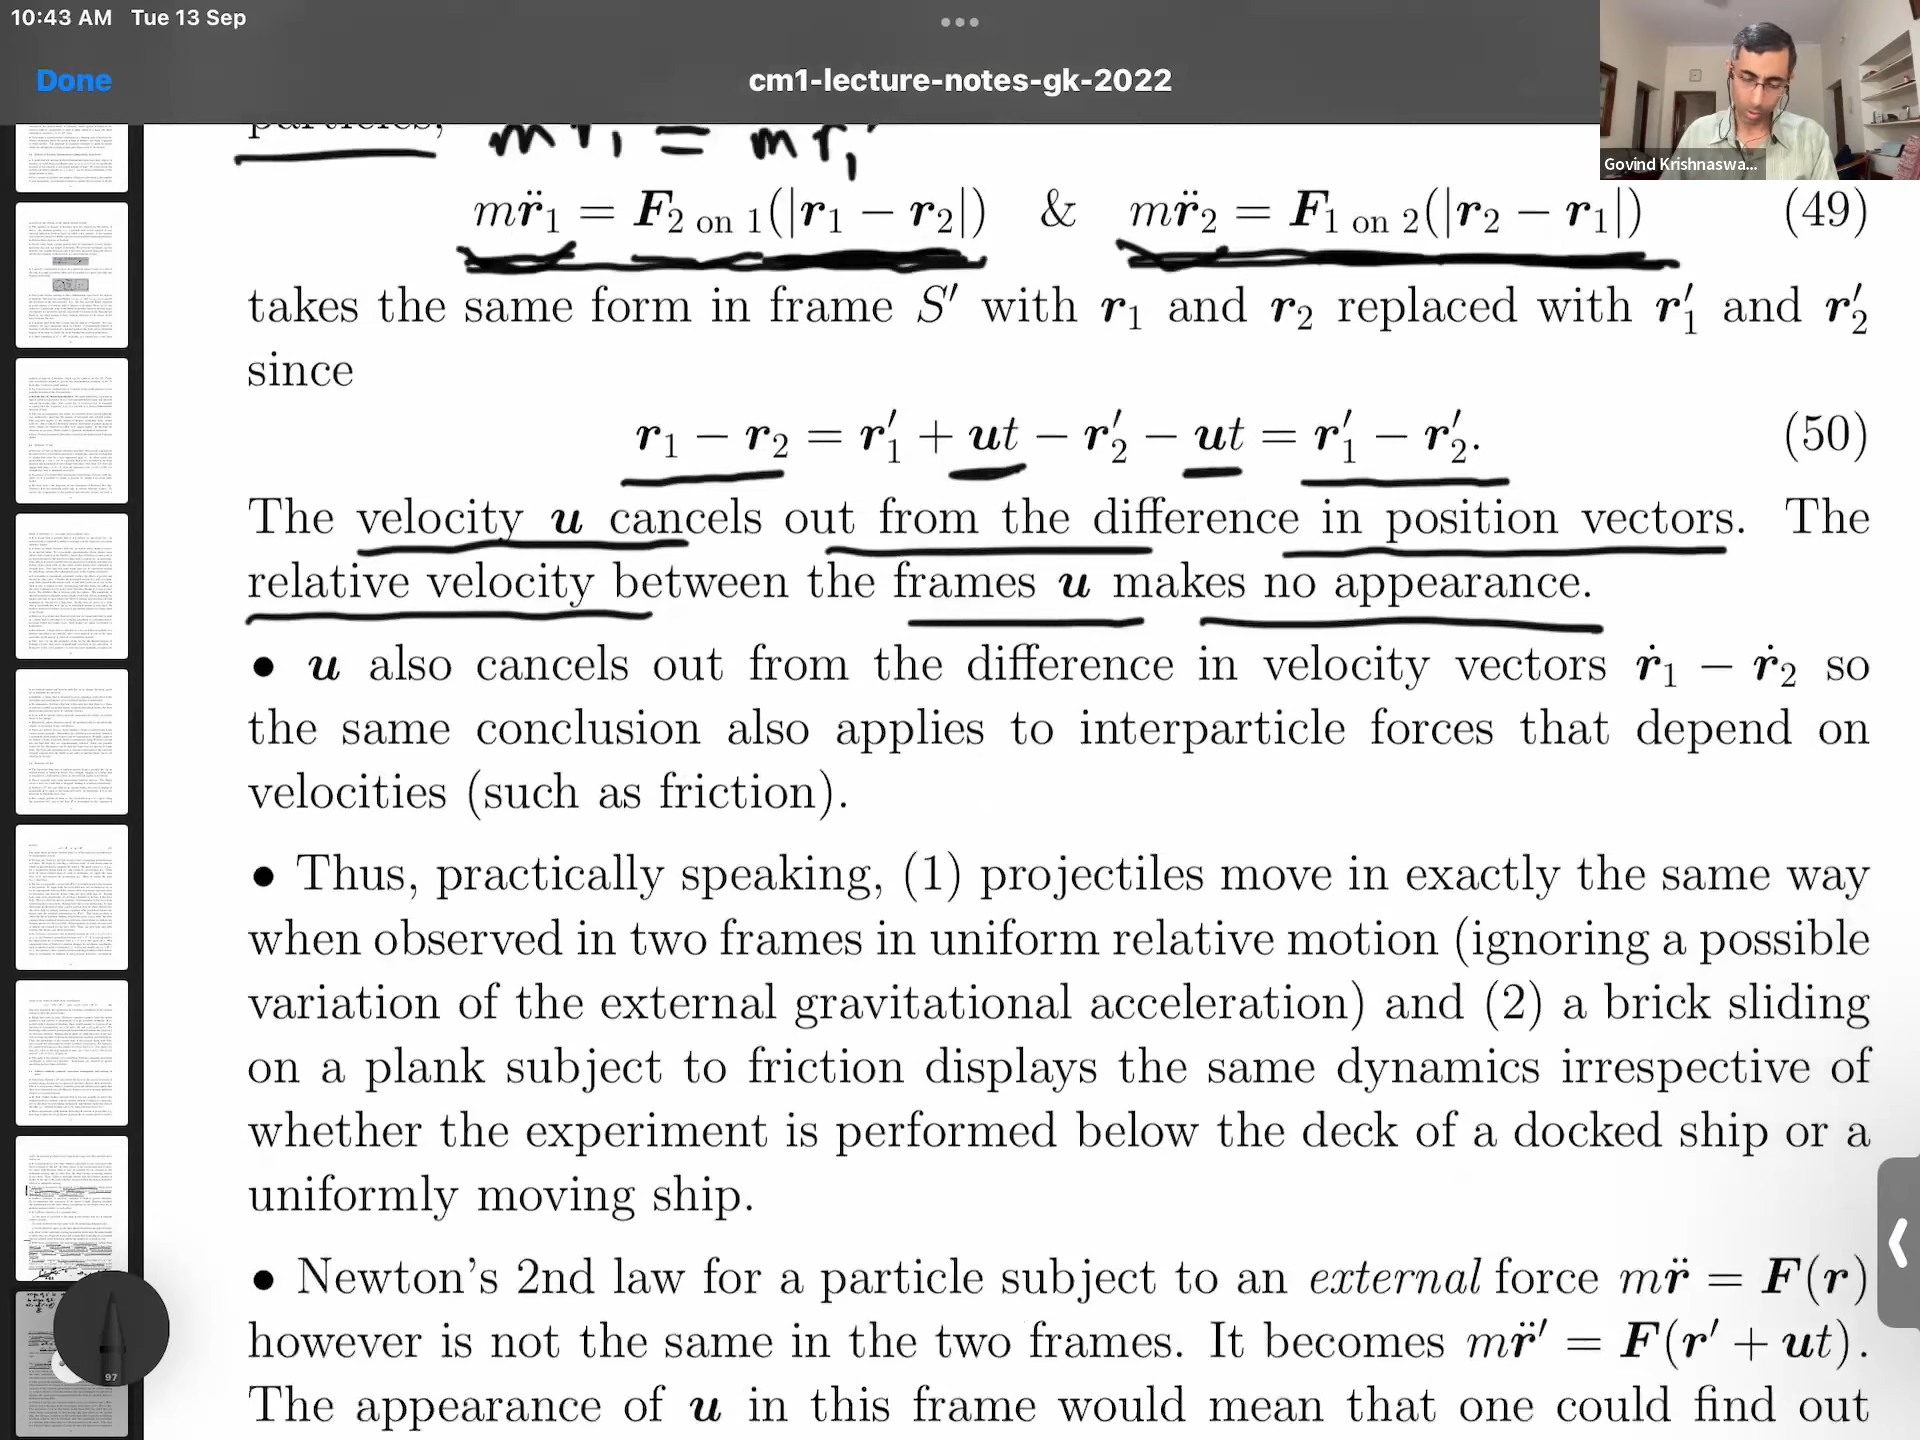 10:43 AM Tue 13 Sep
Done
cm1-lecture-notes-gk-2022
Govind Krishnaswa...
particles,
m r̈₁ = m r̈₁′
m𝒓̈₁ = 𝑭₂ on ₁(|𝒓₁ − 𝒓₂|) & m𝒓̈₂ = 𝑭₁ on ₂(|𝒓₂ − 𝒓₁|) (49)
takes the same form in frame S′ with 𝒓₁ and 𝒓₂ replaced with 𝒓′₁ and 𝒓′₂
since
𝒓₁ − 𝒓₂ = 𝒓′₁ + 𝒖t − 𝒓′₂ − 𝒖t = 𝒓′₁ − 𝒓′₂. (50)
The velocity 𝒖 cancels out from the difference in position vectors. The
relative velocity between the frames 𝒖 makes no appearance.
• 𝒖 also cancels out from the difference in velocity vectors 𝒓̇₁ − 𝒓̇₂ so
the same conclusion also applies to interparticle forces that depend on
velocities (such as friction).
• Thus, practically speaking, (1) projectiles move in exactly the same way
when observed in two frames in uniform relative motion (ignoring a possible
variation of the external gravitational acceleration) and (2) a brick sliding
on a plank subject to friction displays the same dynamics irrespective of
whether the experiment is performed below the deck of a docked ship or a
uniformly moving ship.
• Newton's 2nd law for a particle subject to an external force m𝒓̈ = 𝑭(𝒓)
however is not the same in the two frames. It becomes m𝒓̈′ = 𝑭(𝒓′ + 𝒖t).
The appearance of 𝒖 in this frame would mean that one could find out
97